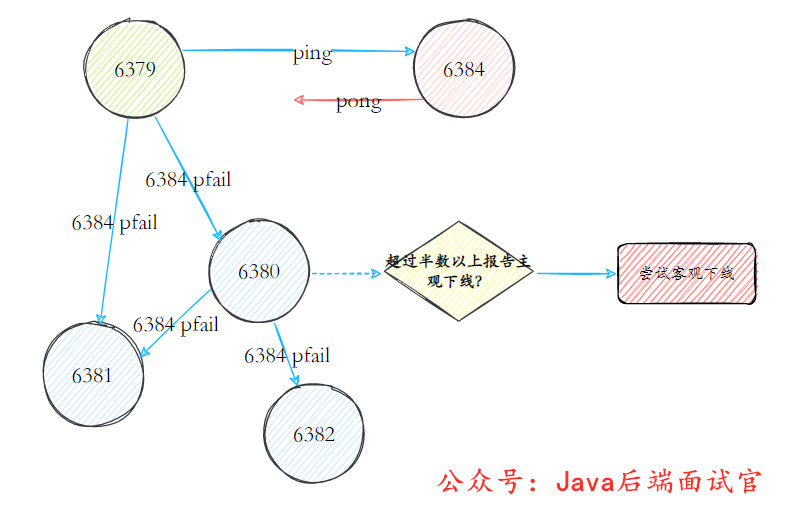 6379
ping
6384
pong
6384 pfail
6384 pfail
6380
超过半数以上报告主
观下线?
尝试客观下线
6384 pfail
6384 pfail
6381
6382
公众号：Java后端面试官